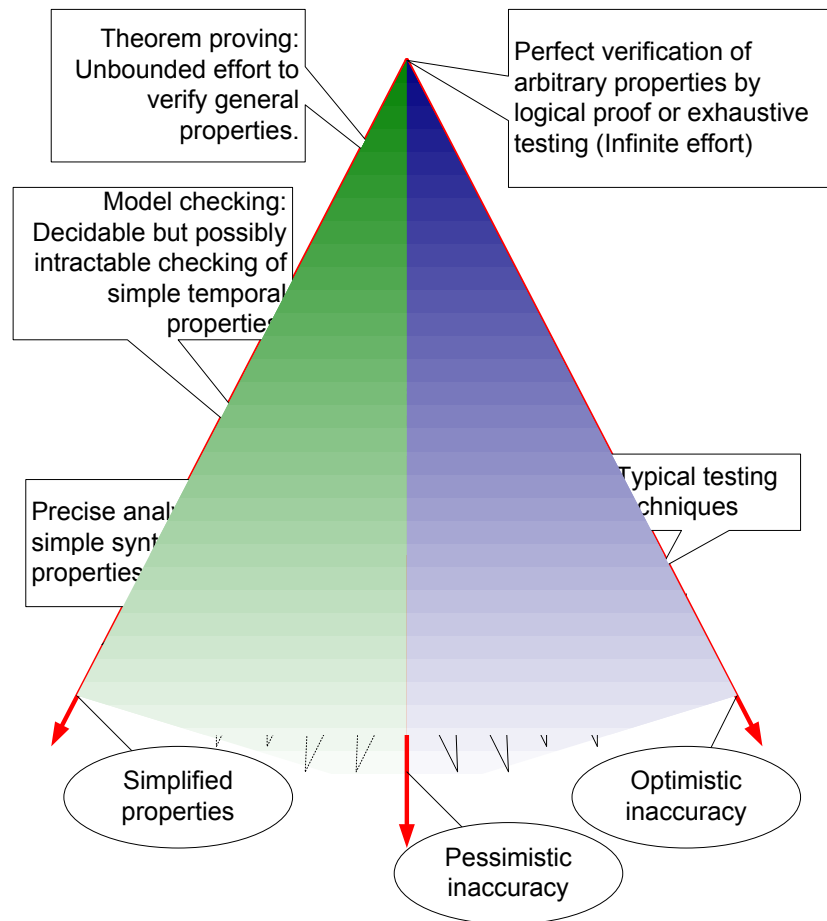 Theorem proving:
Unbounded effort to
verify general
properties.
Perfect verification of
arbitrary properties by
logical proof or exhaustive
testing (Infinite effort)
Model checking:
Decidable but possibly
intractable checking of
simple temporal
properties.
Typical testing
techniques
Precise
simple
properties
Simplified
properties
Optimistic
inaccuracy
Pessimistic
inaccuracy